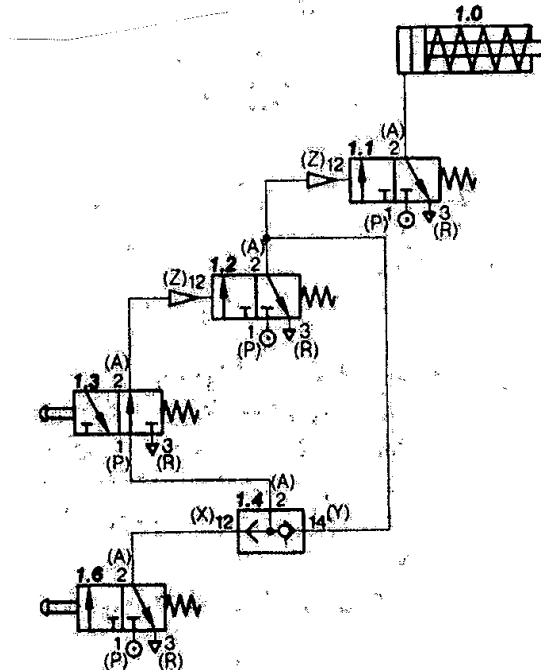 1.0
(A)
1.1 2
(Z)12
1 3
(P) (R)
(A)
1.2 2
(Z)12
1 3
(P) (R)
(A)
1.3 2
1 3
(P) (R)
(A)
1.4 2
(X)12 14(Y)
(A)
1.6 2
1 3
(P) (R)